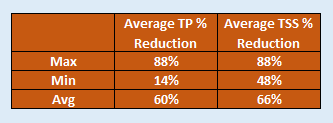 Average TP % Average TSS %
Reduction Reduction
Max 88% 88%
Min 14% 48%
Avg 60% 66%